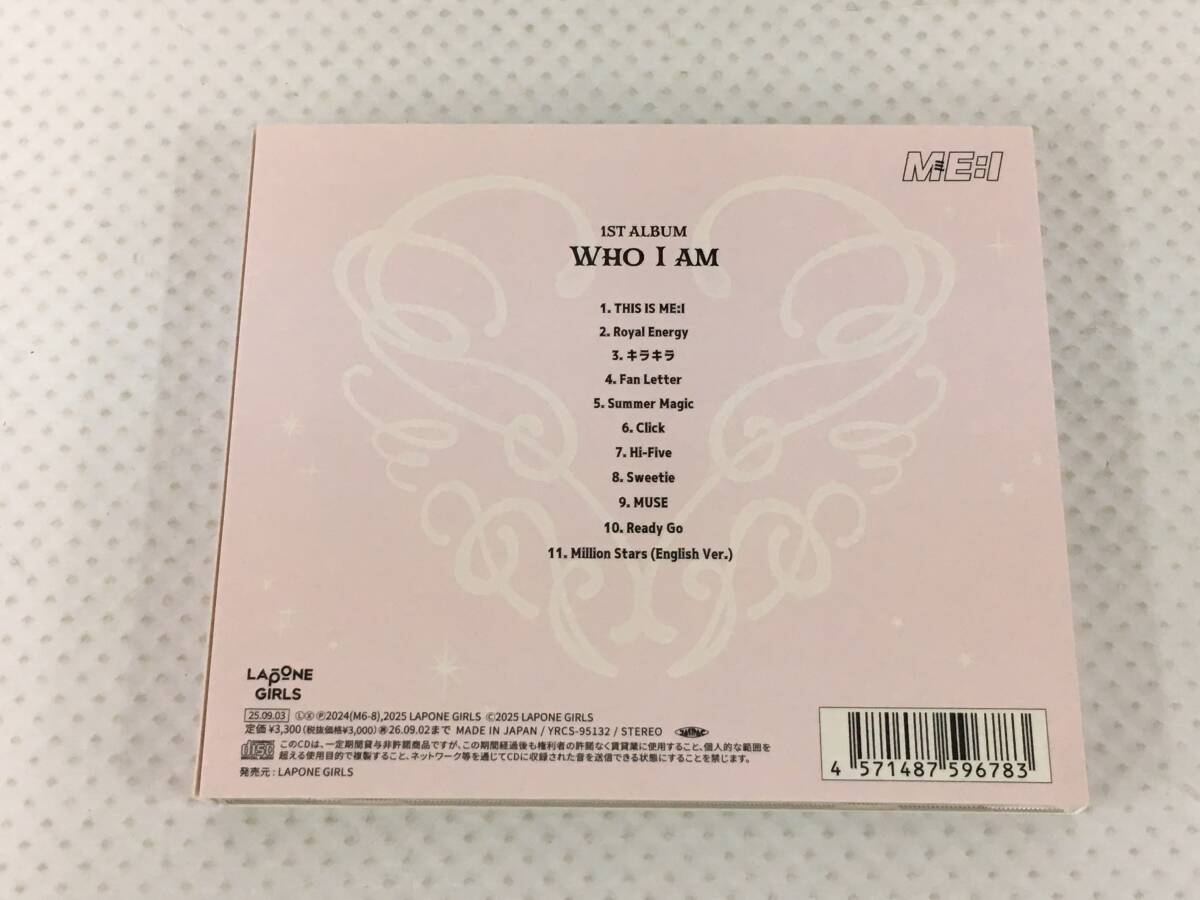 ME:I
1ST ALBUM
WHO I AM
1. THIS IS ME:I
2. Royal Energy
3. キラキラ
4. Fan Letter
5. Summer Magic
6. Click
7. Hi-Five
8. Sweetie
9. MUSE
10. Ready Go
11. Million Stars (English Ver.)
LAPONE
GIRLS
25.09.03 ⓁⓍⓅ2024(M6-8),2025 LAPONE GIRLS ©2025 LAPONE GIRLS
定価¥3,300(税抜価格¥3,000)㊐26.09.02まで MADE IN JAPAN / YRCS-95132 / STEREO
このCDは、一定期間貸与非許諾商品ですが、この期間経過後も権利者の許諾なく賃貸業に使用すること、個人的な範囲を
超える使用目的で複製すること、ネットワーク等を通じてCDに収録された音を送信できる状態にすることを禁じます。
発売元 : LAPONE GIRLS
4 571487 596783